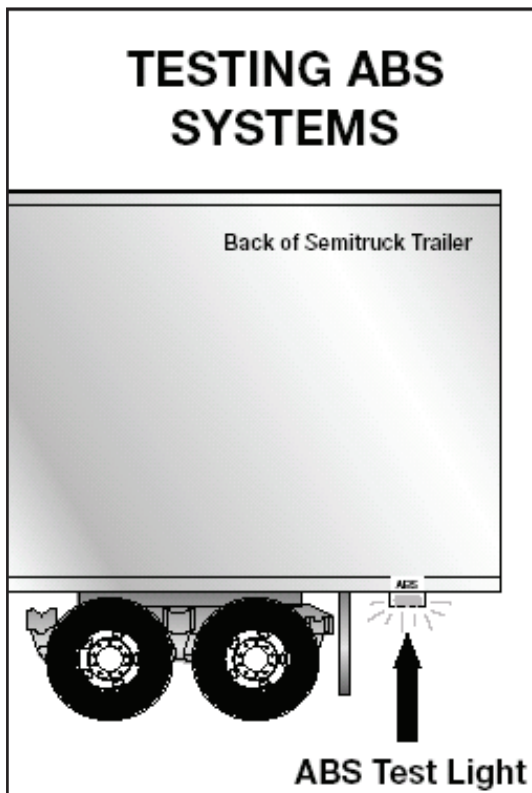 TESTING ABS
SYSTEMS
Back of Semitruck Trailer
ABS
ABS Test Light